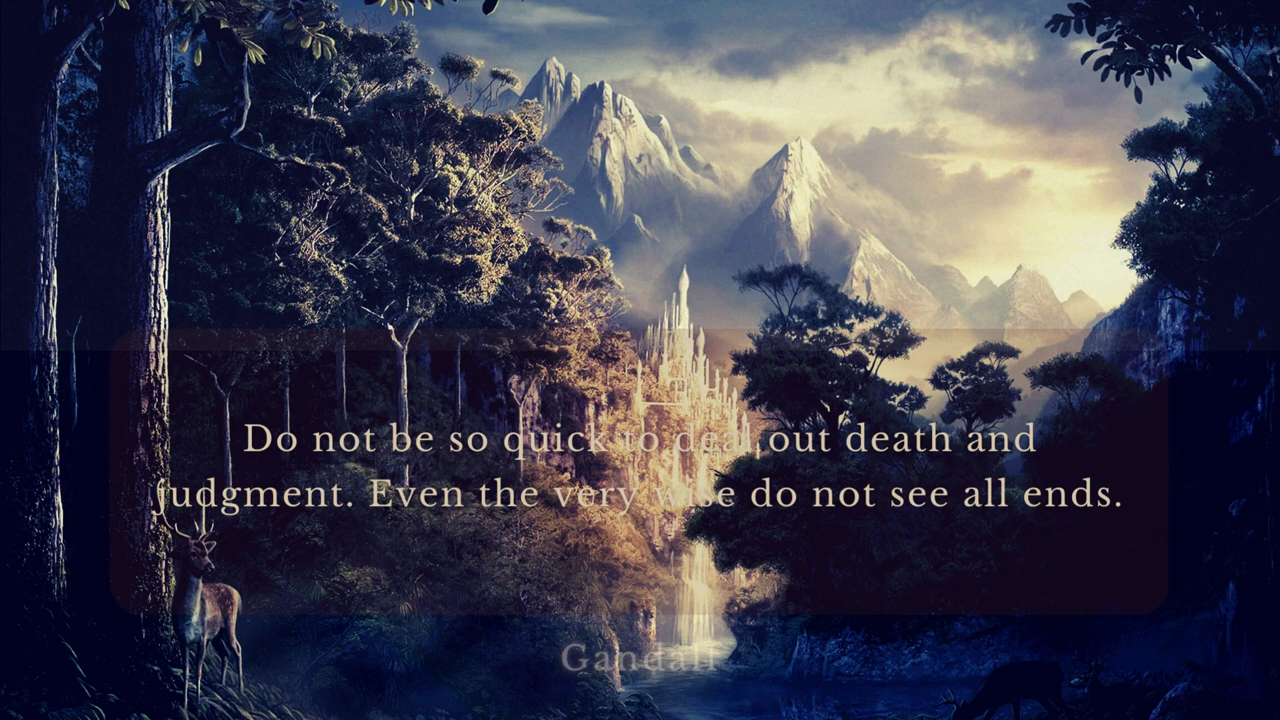 Do not be so quick to deal out death and
judgment. Even the very wise do not see all ends.
Gandalf